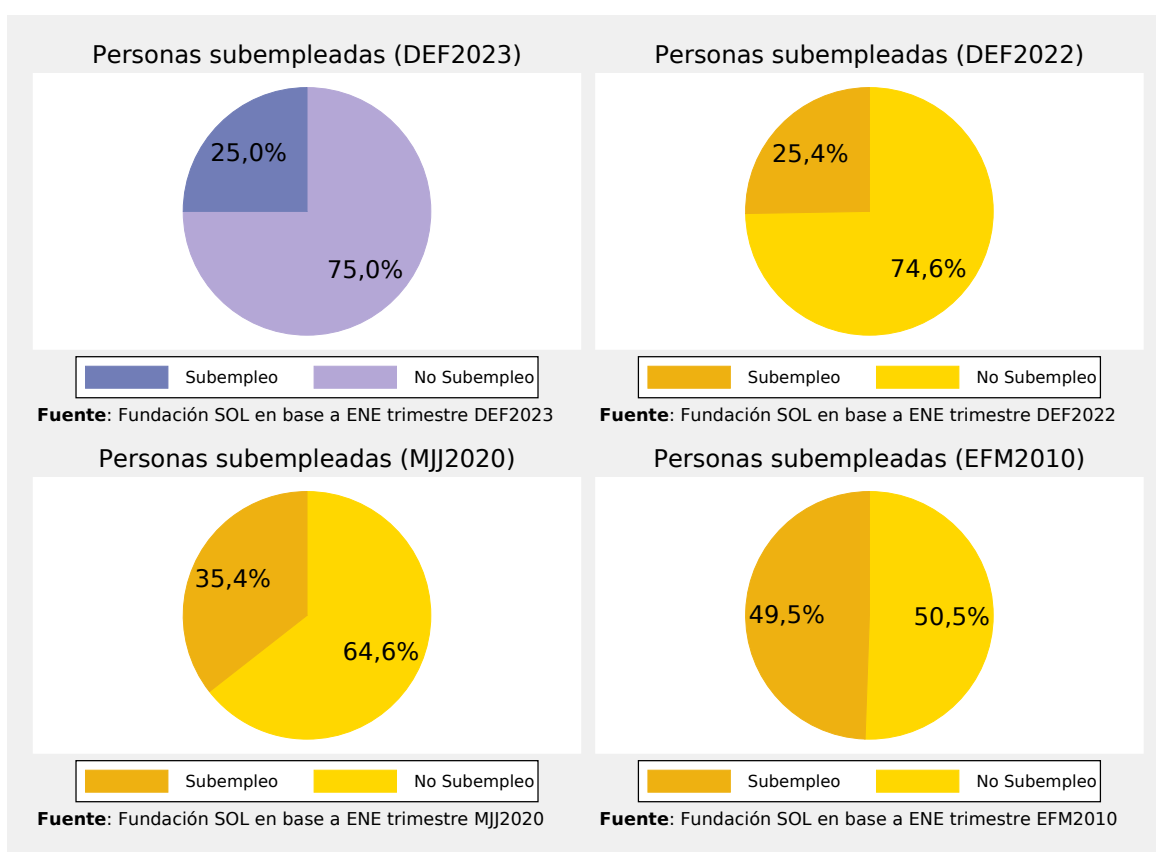 Personas subempleadas (DEF2023)
25,0%
75,0%
Subempleo No Subempleo
Fuente: Fundación SOL en base a ENE trimestre DEF2023
Personas subempleadas (DEF2022)
25,4%
74,6%
Subempleo No Subempleo
Fuente: Fundación SOL en base a ENE trimestre DEF2022
Personas subempleadas (MJJ2020)
35,4%
64,6%
Subempleo No Subempleo
Fuente: Fundación SOL en base a ENE trimestre MJJ2020
Personas subempleadas (EFM2010)
49,5%
50,5%
Subempleo No Subempleo
Fuente: Fundación SOL en base a ENE trimestre EFM2010